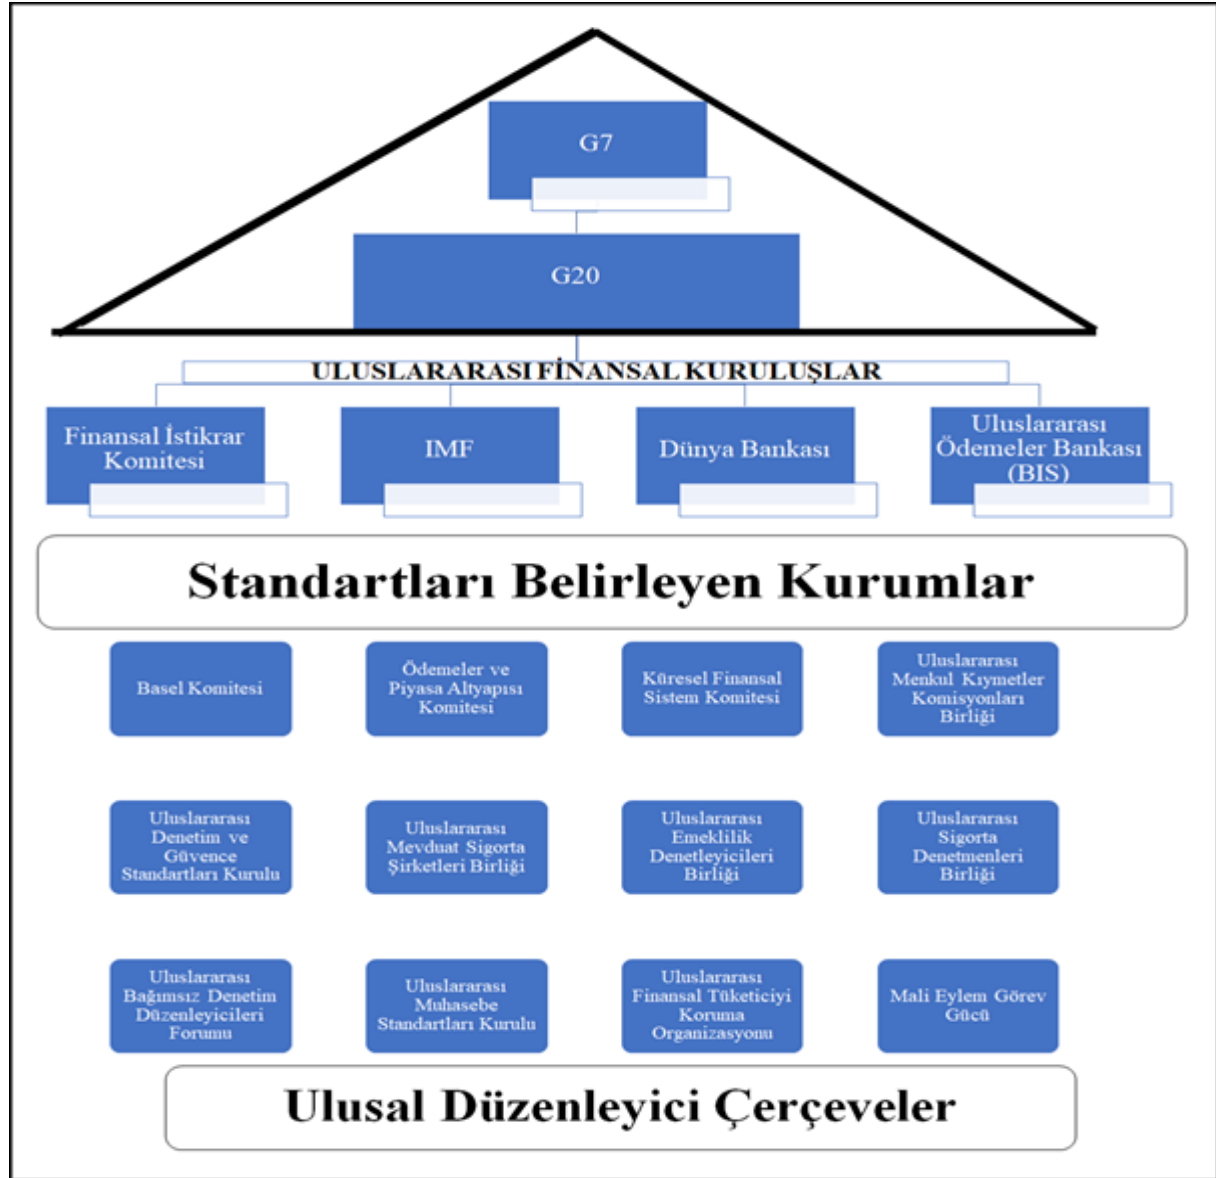 G7
G20
ULUSLARARASI FİNANSAL KURULUŞLAR
Finansal İstikrar
Komitesi
IMF
Dünya Bankası
Uluslararası
Ödemeler Bankası
(BIS)
Standartları Belirleyen Kurumlar
Basel Komitesi
Ödemeler ve
Piyasa Altyapısı
Komitesi
Küresel Finansal
Sistem Komitesi
Uluslararası
Menkul Kıymetler
Komisyonları
Birliği
Uluslararası
Denetim ve
Güvence
Standartları Kurulu
Uluslararası
Mevduat Sigorta
Şirketleri Birliği
Uluslararası
Emeklilik
Denetleyicileri
Birliği
Uluslararası
Sigorta
Denetmenleri
Birliği
Uluslararası
Bağımsız Denetim
Düzenleyicileri
Forumu
Uluslararası
Muhasebe
Standartları Kurulu
Uluslararası
Finansal Tüketiciyi
Koruma
Organizasyonu
Mali Eylem Görev
Gücü
Ulusal Düzenleyici Çerçeveler